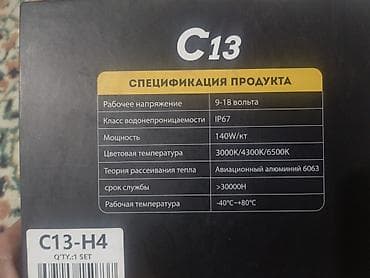 C13
СПЕЦИФИКАЦИЯ ПРОДУКТА
Рабочее напряжение 9-18 вольта
Класс водонепроницаемости IP67
Мощность 140W/кт
Цветовая температура 3000K/4300K/6500K
Теория рассеивания тепла Авиационный алюминий 6063
срок службы >30000H
Рабочая температура -40℃~+80℃
C13-H4
Q'TY.:1 SET